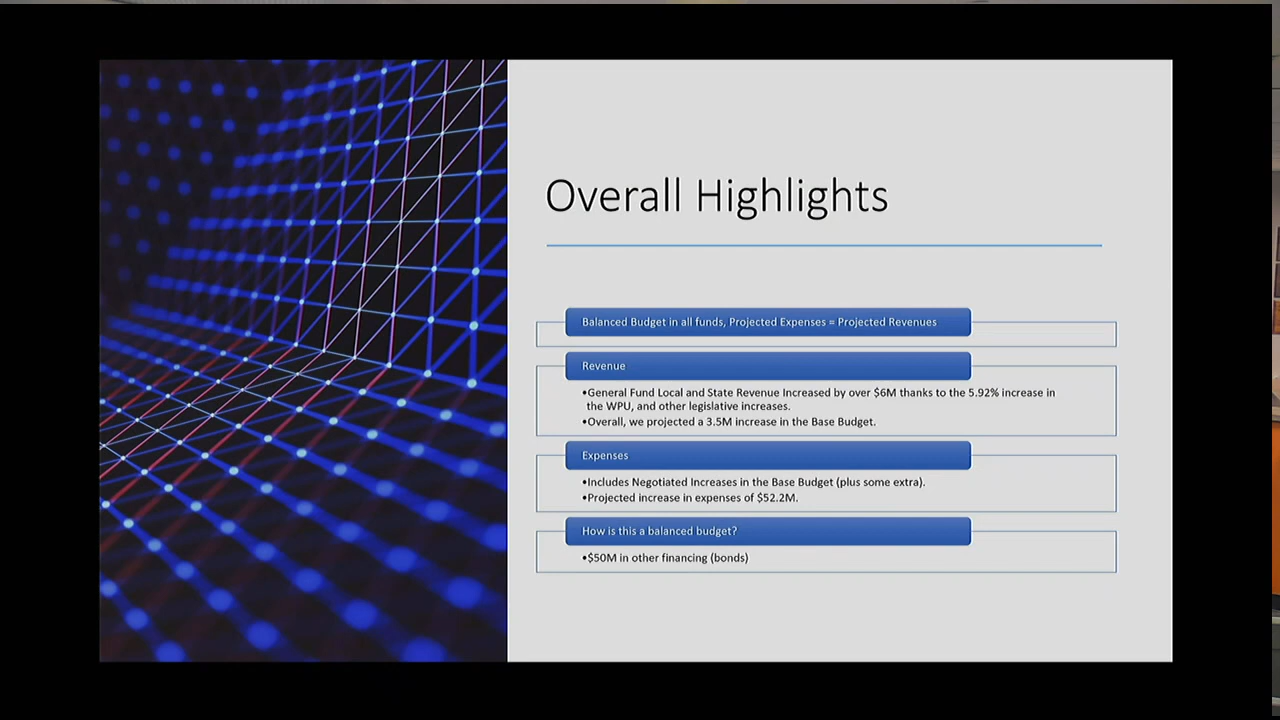 Overall Highlights
Balanced Budget in all funds, Projected Expenses = Projected Revenues
Revenue
•General Fund Local and State Revenue Increased by over $6M thanks to the 5.92% increase in
the WPU, and other legislative increases.
•Overall, we projected a 3.5M increase in the Base Budget.
Expenses
•Includes Negotiated Increases in the Base Budget (plus some extra).
•Projected increase in expenses of $52.2M.
How is this a balanced budget?
•$50M in other financing (bonds)